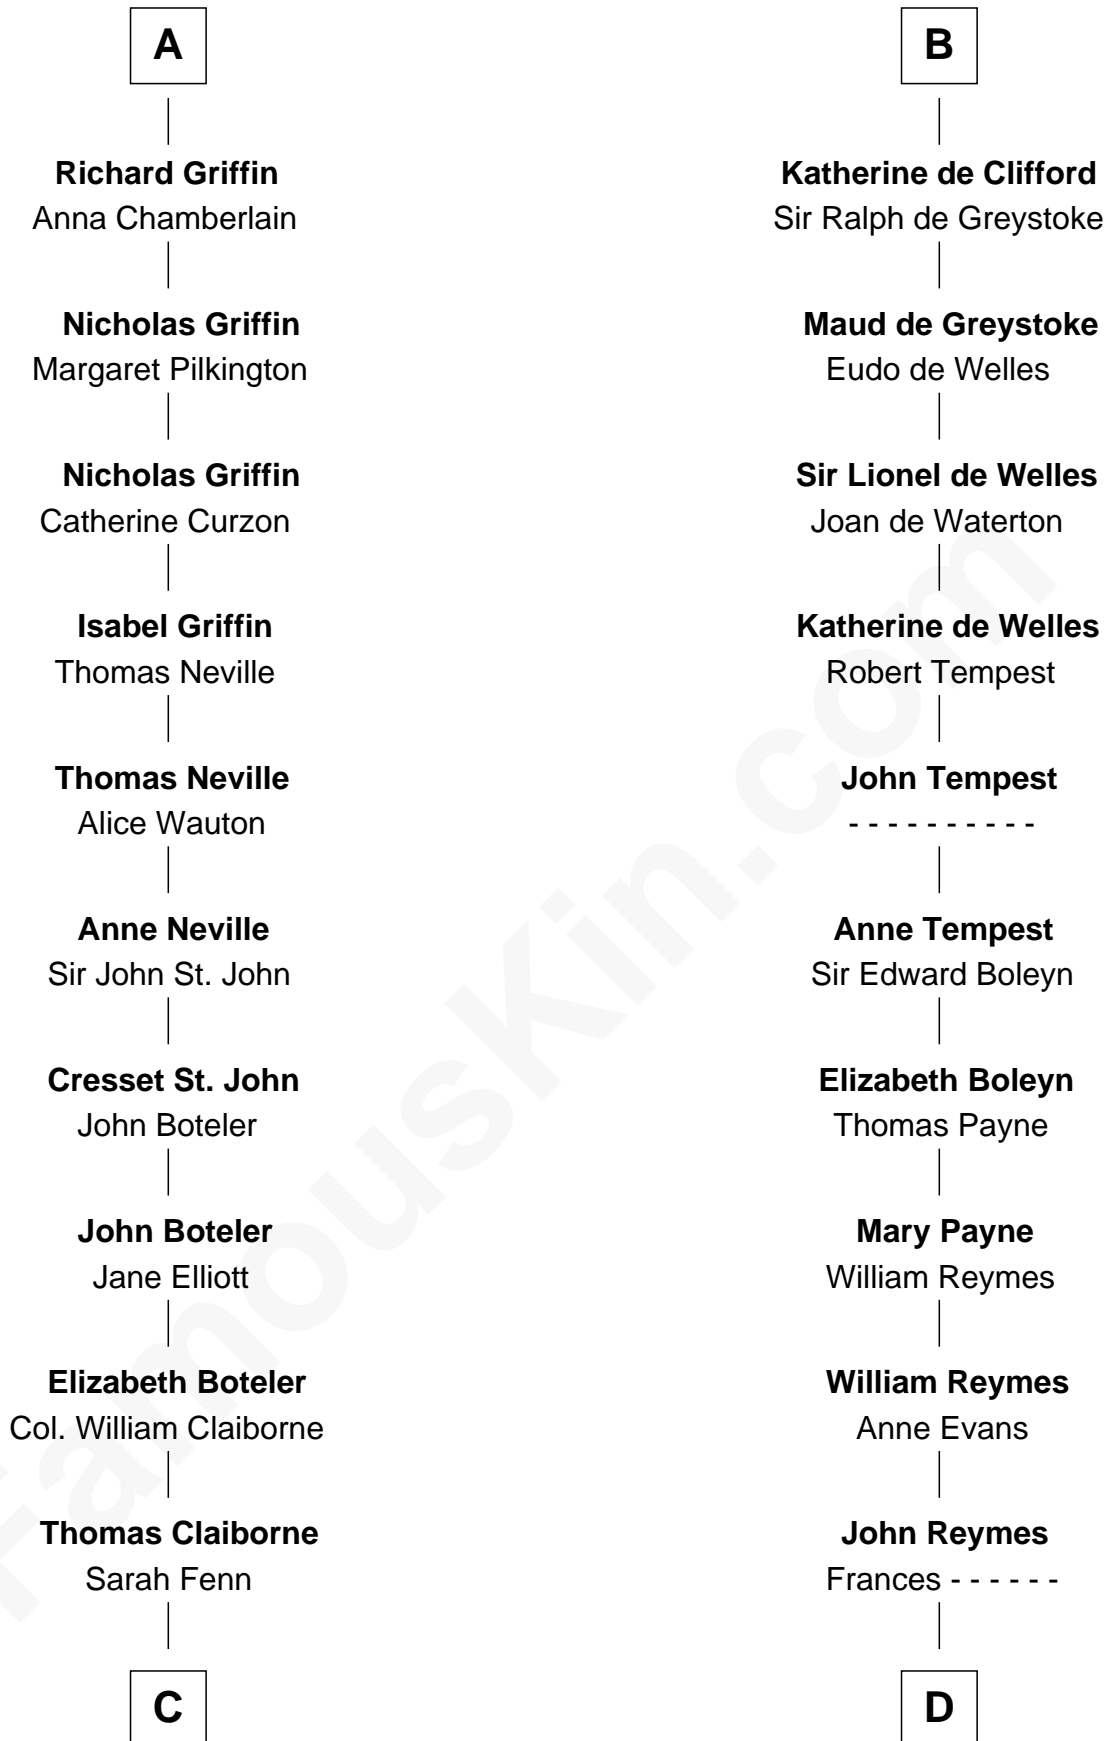 A
Richard Griffin
Anna Chamberlain
Nicholas Griffin
Margaret Pilkington
Nicholas Griffin
Catherine Curzon
Isabel Griffin
Thomas Neville
Thomas Neville
Alice Wauton
Anne Neville
Sir John St. John
Cresset St. John
John Boteler
John Boteler
Jane Elliott
Elizabeth Boteler
Col. William Claiborne
Thomas Claiborne
Sarah Fenn
C
B
Katherine de Clifford
Sir Ralph de Greystoke
Maud de Greystoke
Eudo de Welles
Sir Lionel de Welles
Joan de Waterton
Katherine de Welles
Robert Tempest
John Tempest
- - - - - - - - - -
Anne Tempest
Sir Edward Boleyn
Elizabeth Boleyn
Thomas Payne
Mary Payne
William Reymes
William Reymes
Anne Evans
John Reymes
Frances - - - - - -
D
FamousKin.com